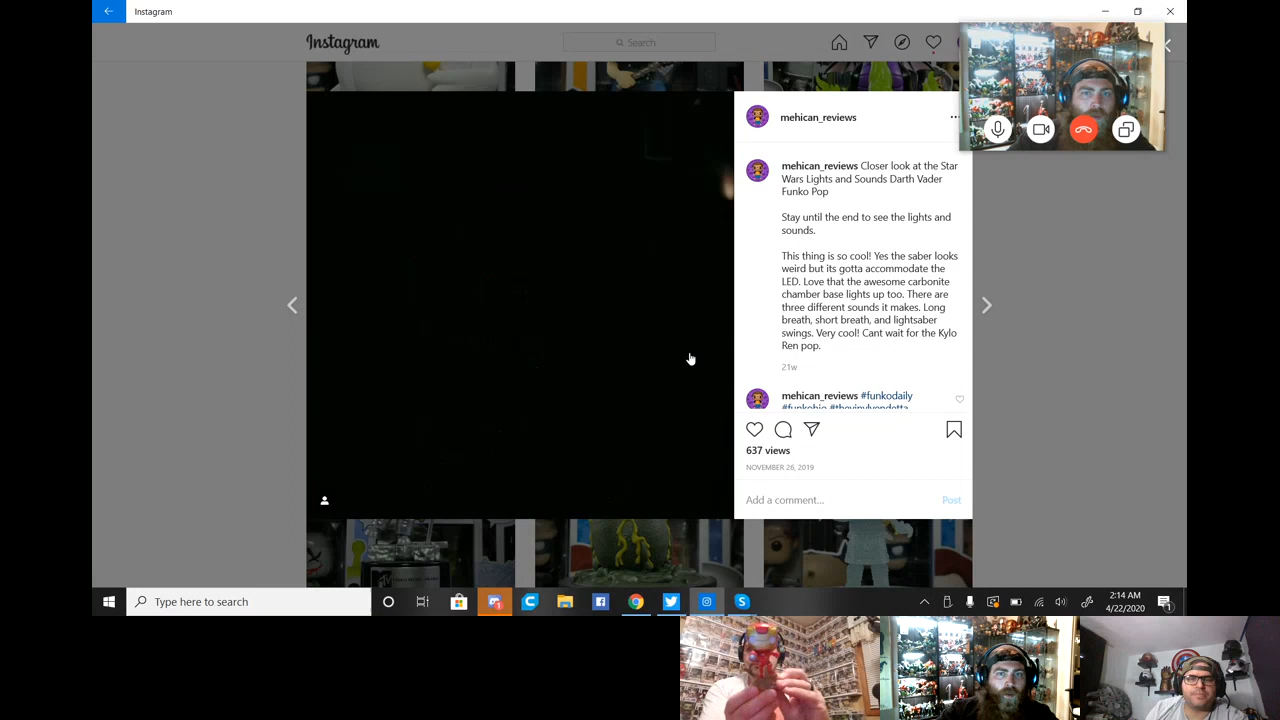 Instagram
Instagram
Search
mehican_reviews
mehican_reviews Closer look at the Star
Wars Lights and Sounds Darth Vader
Funko Pop
Stay until the end to see the lights and
sounds.
This thing is so cool! Yes the saber looks
weird but its gotta accommodate the
LED. Love that the awesome carbonite
chamber base lights up too. There are
three different sounds it makes. Long
breath, short breath, and lightsaber
swings. Very cool! Cant wait for the Kylo
Ren pop.
21w
mehican_reviews #funkodaily
#funkohio #thevinylvendetta
637 views
NOVEMBER 26, 2019
Add a comment... Post
Type here to search
2:14 AM
4/22/2020